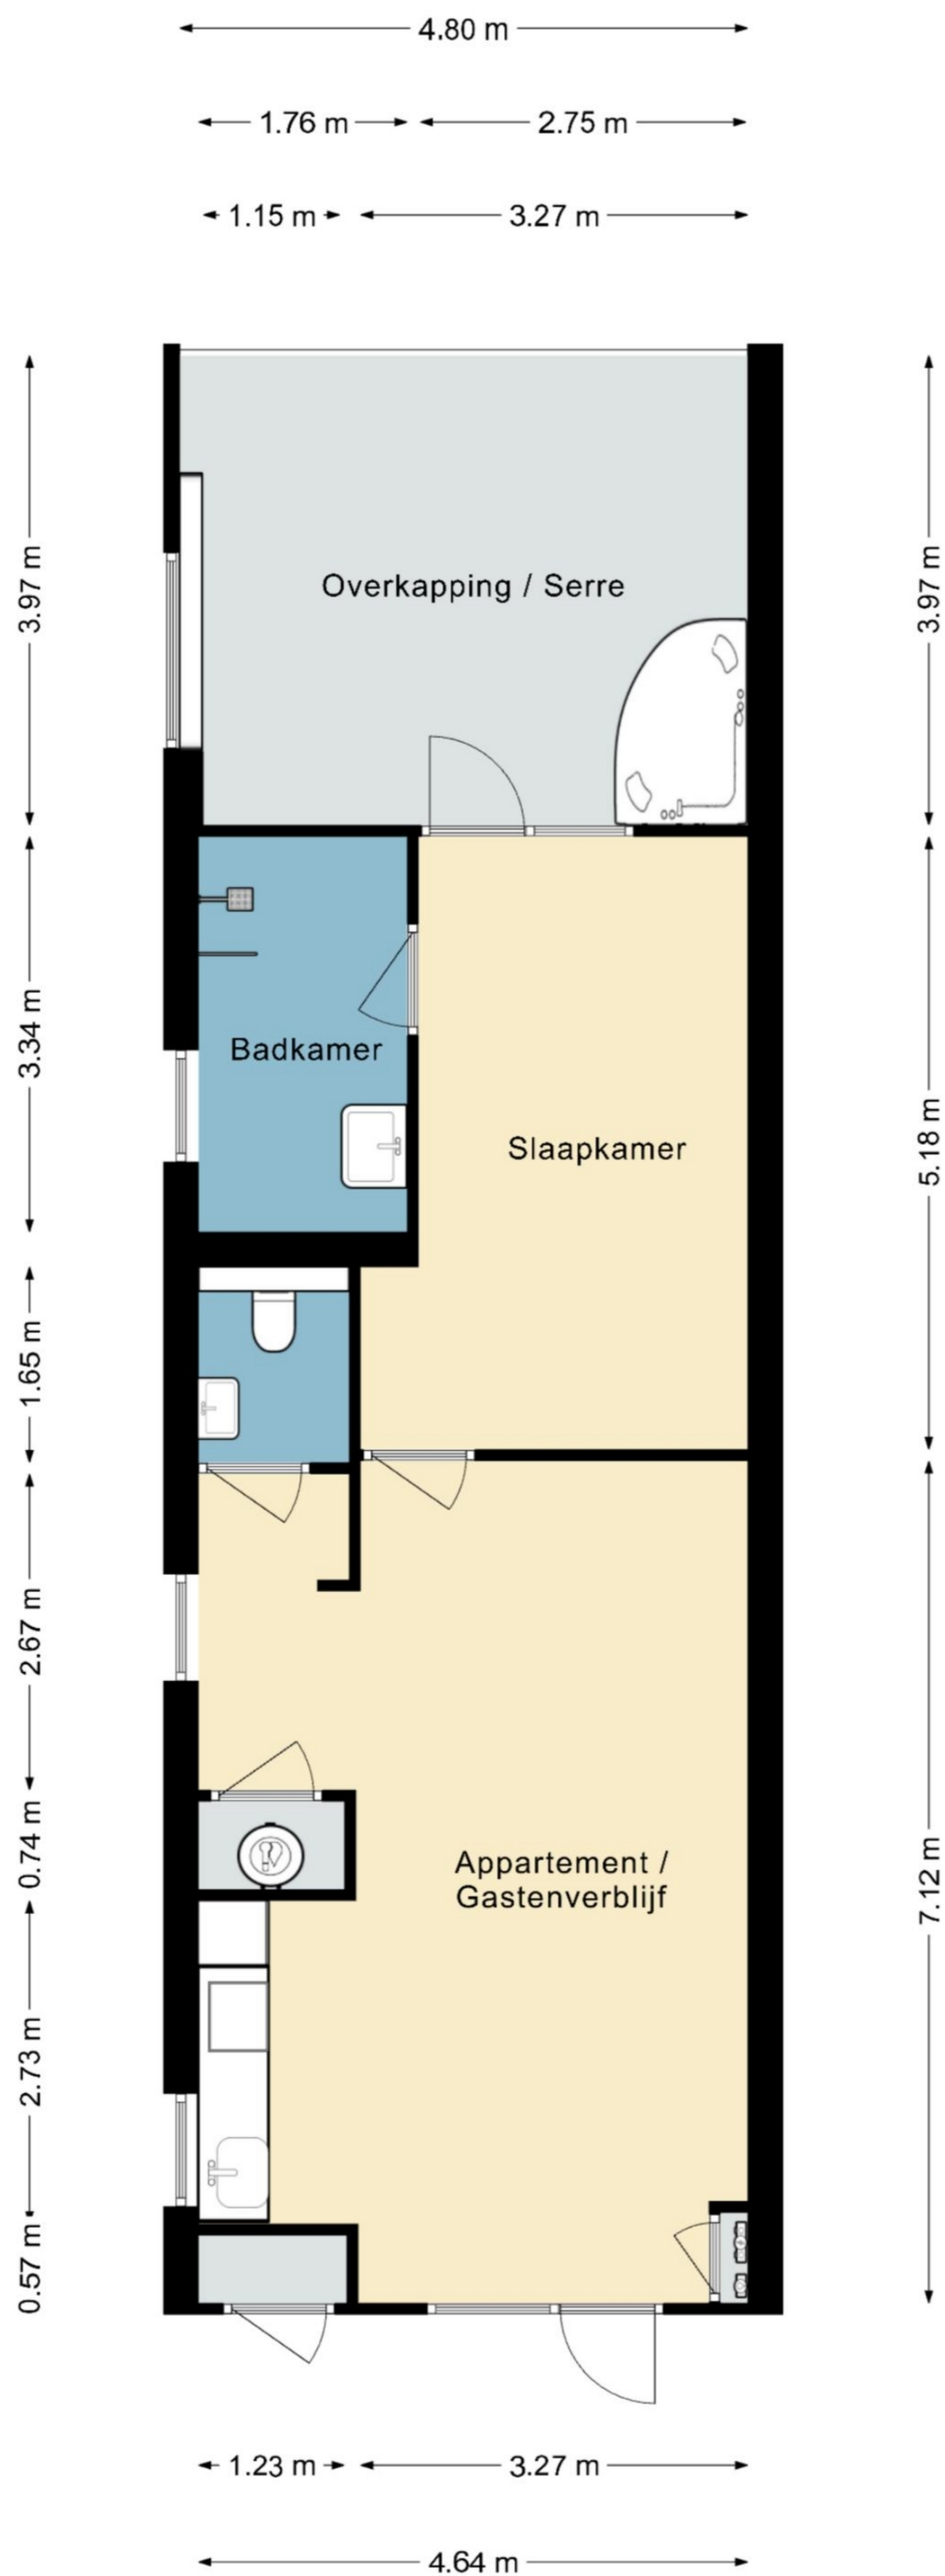 4.80 m
1.76 m
2.75 m
1.15 m
3.27 m
3.97 m
3.97 m
Overkapping / Serre
3.34 m
Badkamer
5.18 m
Slaapkamer
1.65 m
2.67 m
0.74 m
Appartement /
Gastenverblijf
7.12 m
2.73 m
0.57 m
1.23 m
3.27 m
4.64 m